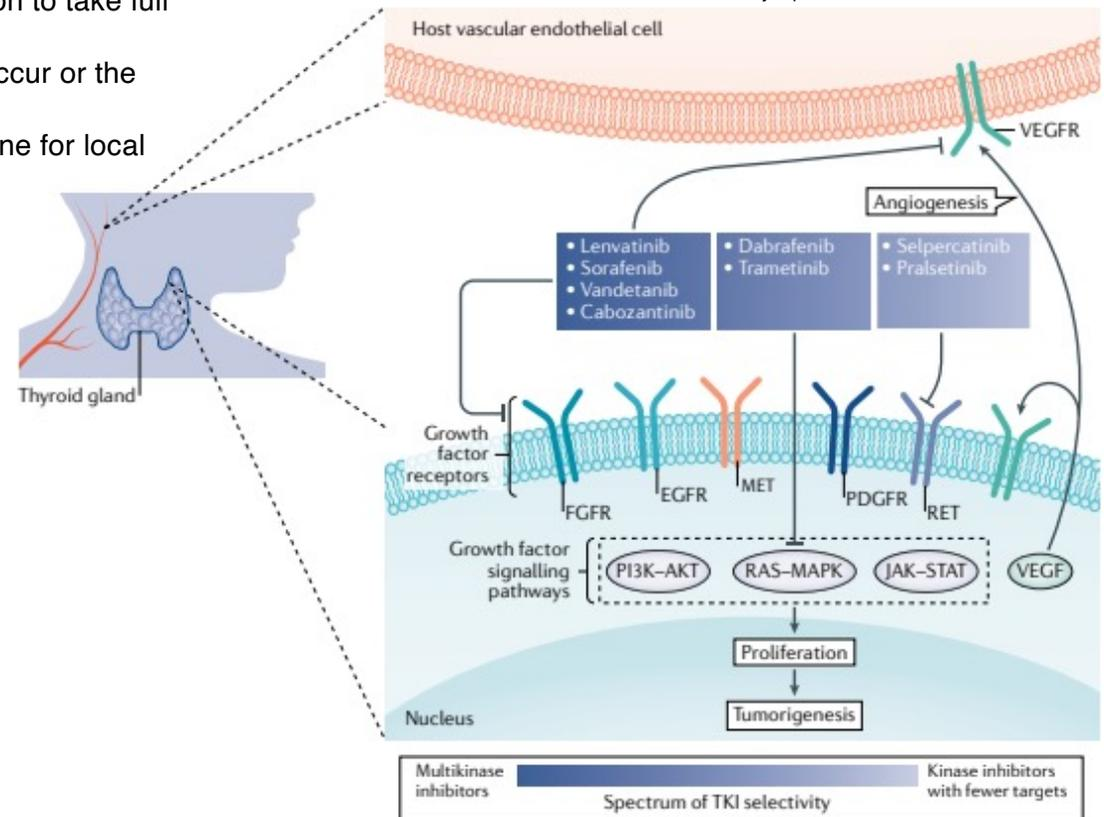 on to take full
ccur or the
ne for local
Host vascular endothelial cell
VEGFR
Angiogenesis
• Lenvatinib
• Sorafenib
• Vandetanib
• Cabozantinib
• Dabrafenib
• Trametinib
• Selpercatinib
• Pralsetinib
Thyroid gland
Growth
factor
receptors
FGFR
EGFR
MET
PDGFR
RET
Growth factor
signalling
pathways
PI3K–AKT
RAS–MAPK
JAK–STAT
VEGF
Proliferation
Tumorigenesis
Nucleus
Multikinase
inhibitors
Spectrum of TKI selectivity
Kinase inhibitors
with fewer targets